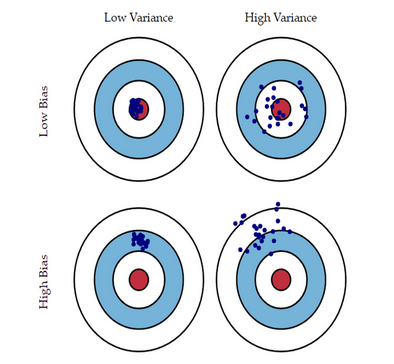 Low Variance
High Variance
Low Bias
High Bias